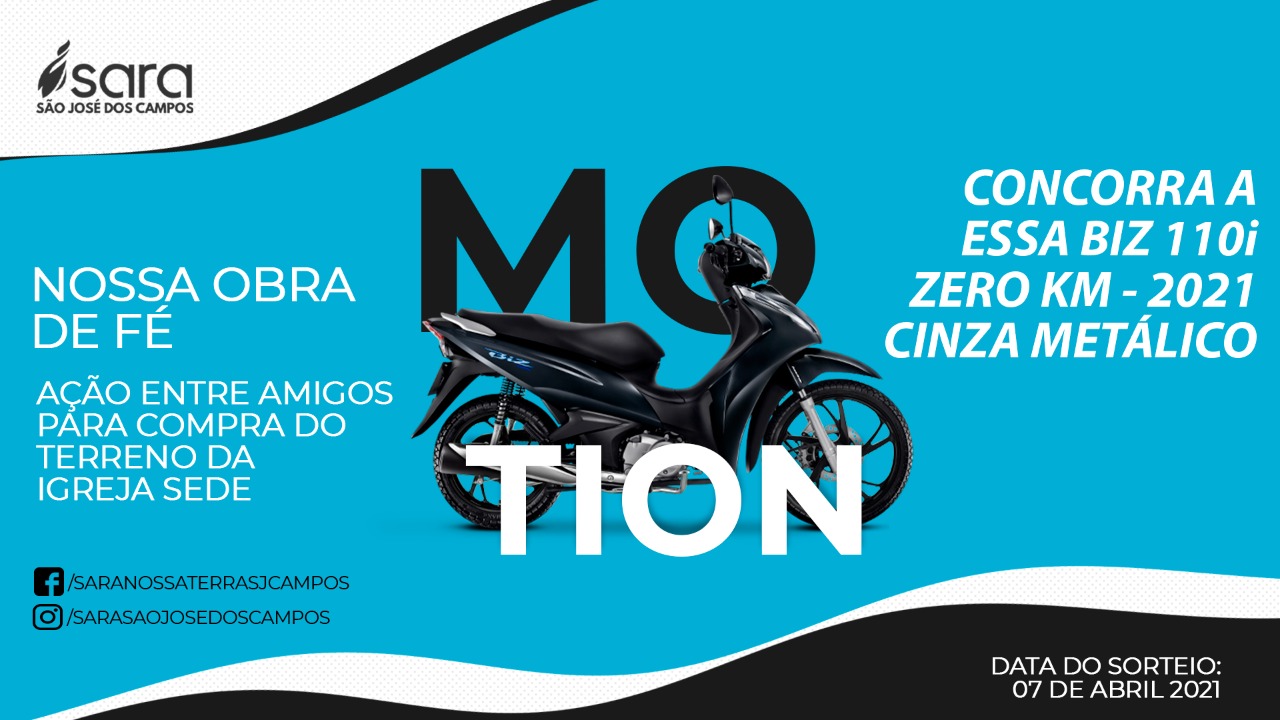 sara
SÃO JOSÉ DOS CAMPOS
MO
TION
CONCORRA A
ESSA BIZ 110i
ZERO KM - 2021
CINZA METÁLICO
NOSSA OBRA
DE FÉ
AÇÃO ENTRE AMIGOS
PARA COMPRA DO
TERRENO DA
IGREJA SEDE
Biz
/SARANOSSATERRASJCAMPOS
/SARASAOJOSEDOSCAMPOS
DATA DO SORTEIO:
07 DE ABRIL 2021